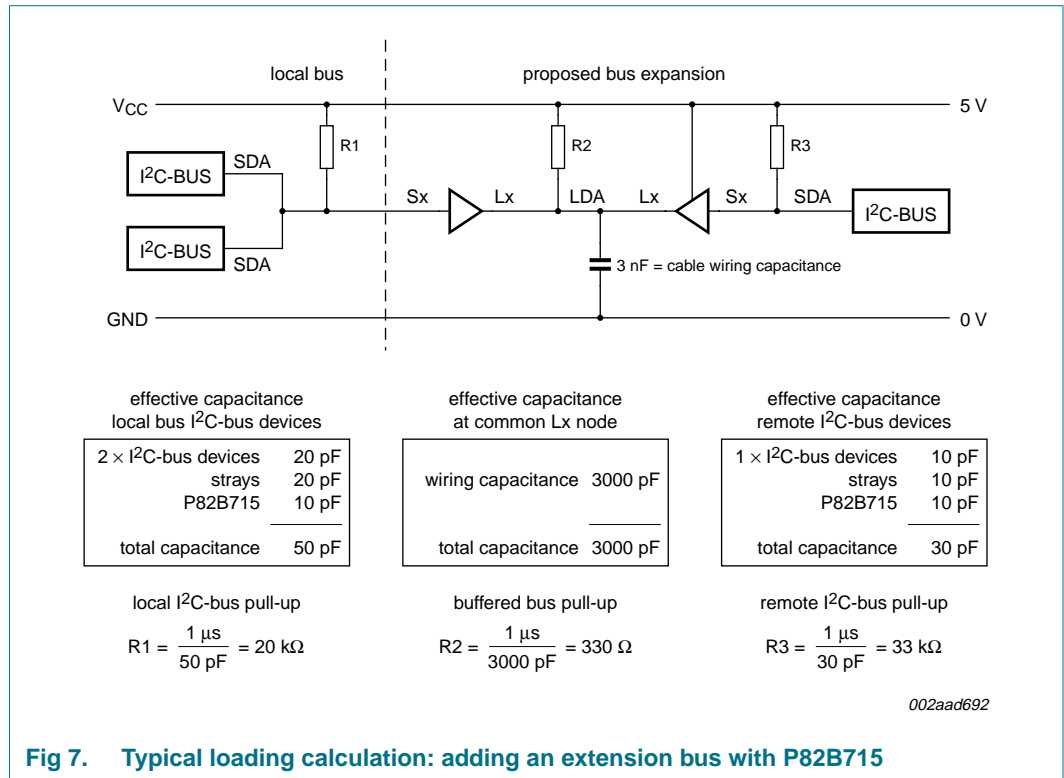 local bus
proposed bus expansion
VCC
5 V
R1
R2
R3
I2C-BUS
SDA
Sx
Lx
LDA
Lx
Sx
SDA
I2C-BUS
I2C-BUS
SDA
3 nF = cable wiring capacitance
GND
0 V
effective capacitance
local bus I2C-bus devices
2 × I2C-bus devices 20 pF
strays 20 pF
P82B715 10 pF
total capacitance 50 pF
local I2C-bus pull-up
R1 = 1 μs / 50 pF = 20 kΩ
effective capacitance
at common Lx node
wiring capacitance 3000 pF
total capacitance 3000 pF
buffered bus pull-up
R2 = 1 μs / 3000 pF = 330 Ω
effective capacitance
remote I2C-bus devices
1 × I2C-bus devices 10 pF
strays 10 pF
P82B715 10 pF
total capacitance 30 pF
remote I2C-bus pull-up
R3 = 1 μs / 30 pF = 33 kΩ
002aad692
Fig 7. Typical loading calculation: adding an extension bus with P82B715